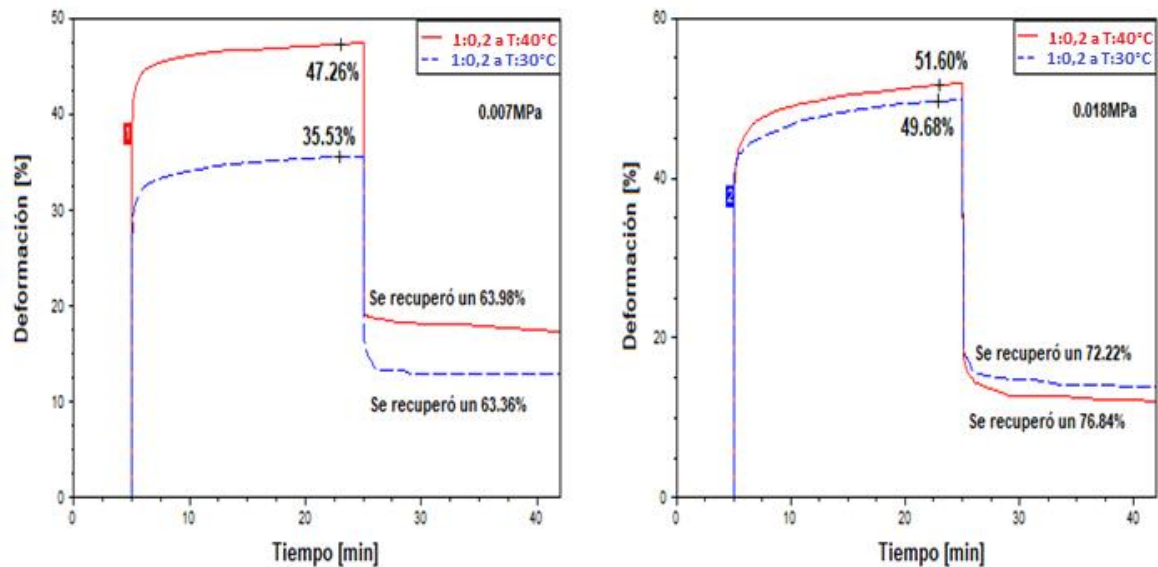 50
40
30
20
10
0
Deformación [%]
1:0,2 a T:40°C
1:0,2 a T:30°C
47.26%
0.007MPa
1
35.53%
Se recuperó un 63.98%
Se recuperó un 63.36%
0
10
20
30
40
Tiempo [min]
60
40
20
0
Deformación [%]
1:0,2 a T:40°C
1:0,2 a T:30°C
51.60%
49.68%
0.018MPa
2
Se recuperó un 72.22%
Se recuperó un 76.84%
0
10
20
30
40
Tiempo [min]